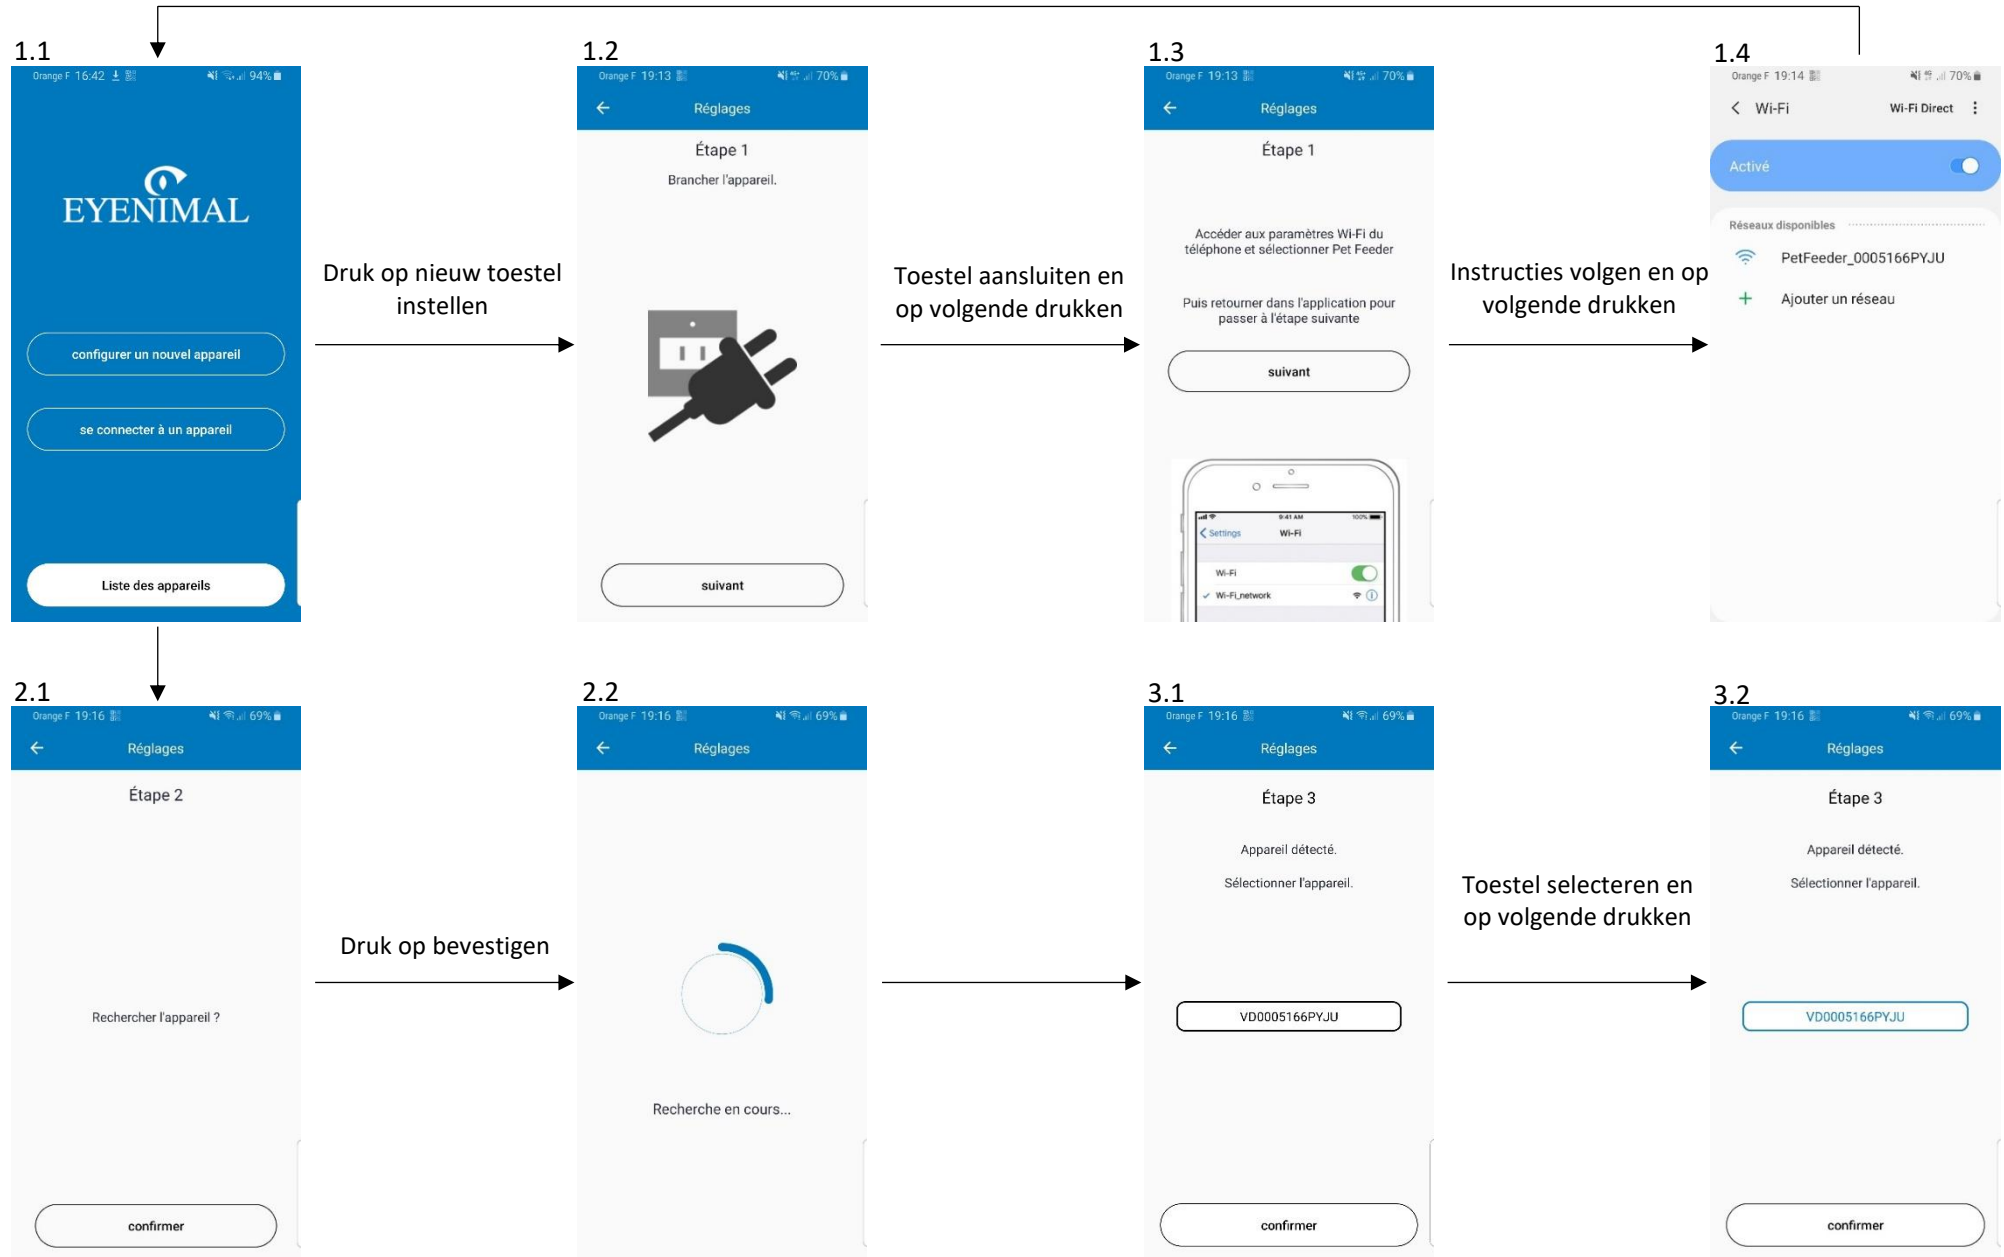 1.1
Orange F 16:42
94%
EYENIMAL
configurer un nouvel appareil
se connecter à un appareil
Liste des appareils
Druk op nieuw toestel
instellen
1.2
Orange F 19:13
70%
Réglages
Étape 1
Brancher l'appareil.
suivant
Toestel aansluiten en
op volgende drukken
1.3
Orange F 19:13
70%
Réglages
Étape 1
Accéder aux paramètres Wi-Fi du
téléphone et sélectionner Pet Feeder
Puis retourner dans l'application pour
passer à l'étape suivante
suivant
9:41 AM
100%
Settings
Wi-Fi
Wi-Fi
Wi-Fi_network
Instructies volgen en op
volgende drukken
1.4
Orange F 19:14
70%
Wi-Fi
Wi-Fi Direct
Activé
Réseaux disponibles
PetFeeder_0005166PYJU
Ajouter un réseau
2.1
Orange F 19:16
69%
Réglages
Étape 2
Rechercher l'appareil ?
confirmer
Druk op bevestigen
2.2
Orange F 19:16
69%
Réglages
Recherche en cours...
3.1
Orange F 19:16
69%
Réglages
Étape 3
Appareil détecté.
Sélectionner l'appareil.
VD0005166PYJU
confirmer
Toestel selecteren en
op volgende drukken
3.2
Orange F 19:16
69%
Réglages
Étape 3
Appareil détecté.
Sélectionner l'appareil.
VD0005166PYJU
confirmer